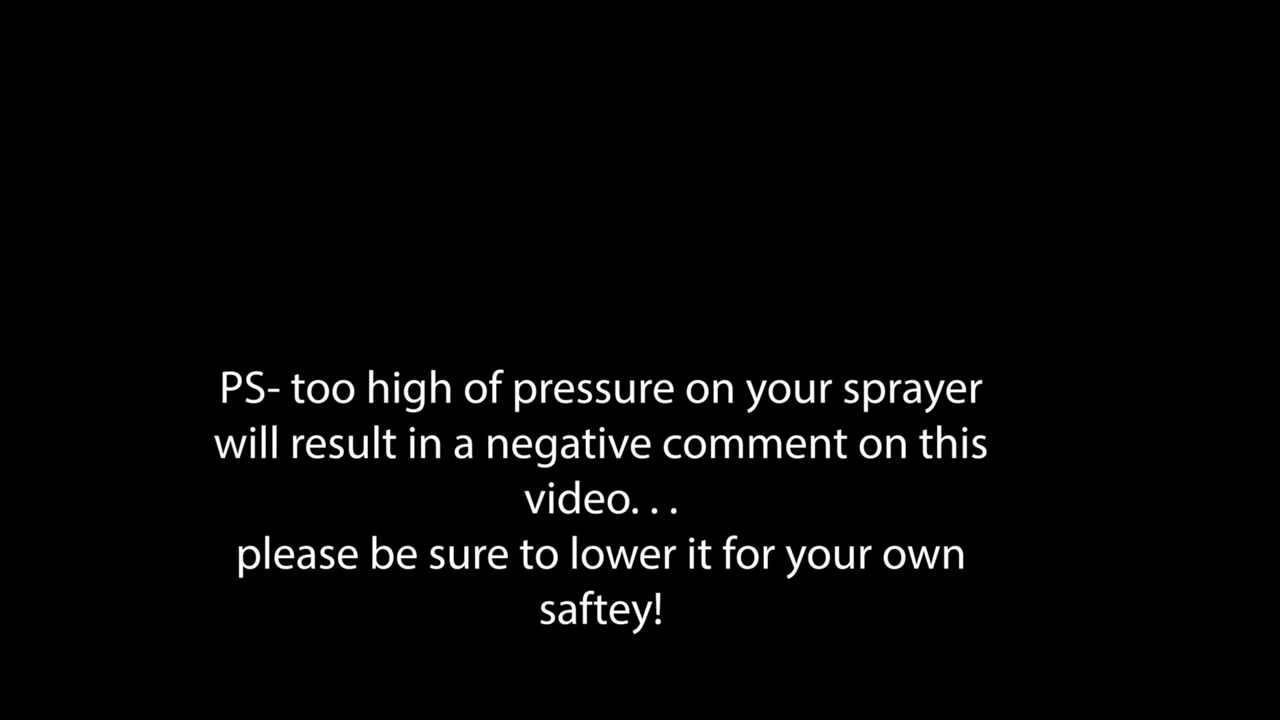 PS- too high of pressure on your sprayer
will result in a negative comment on this
video. . .
please be sure to lower it for your own
saftey!